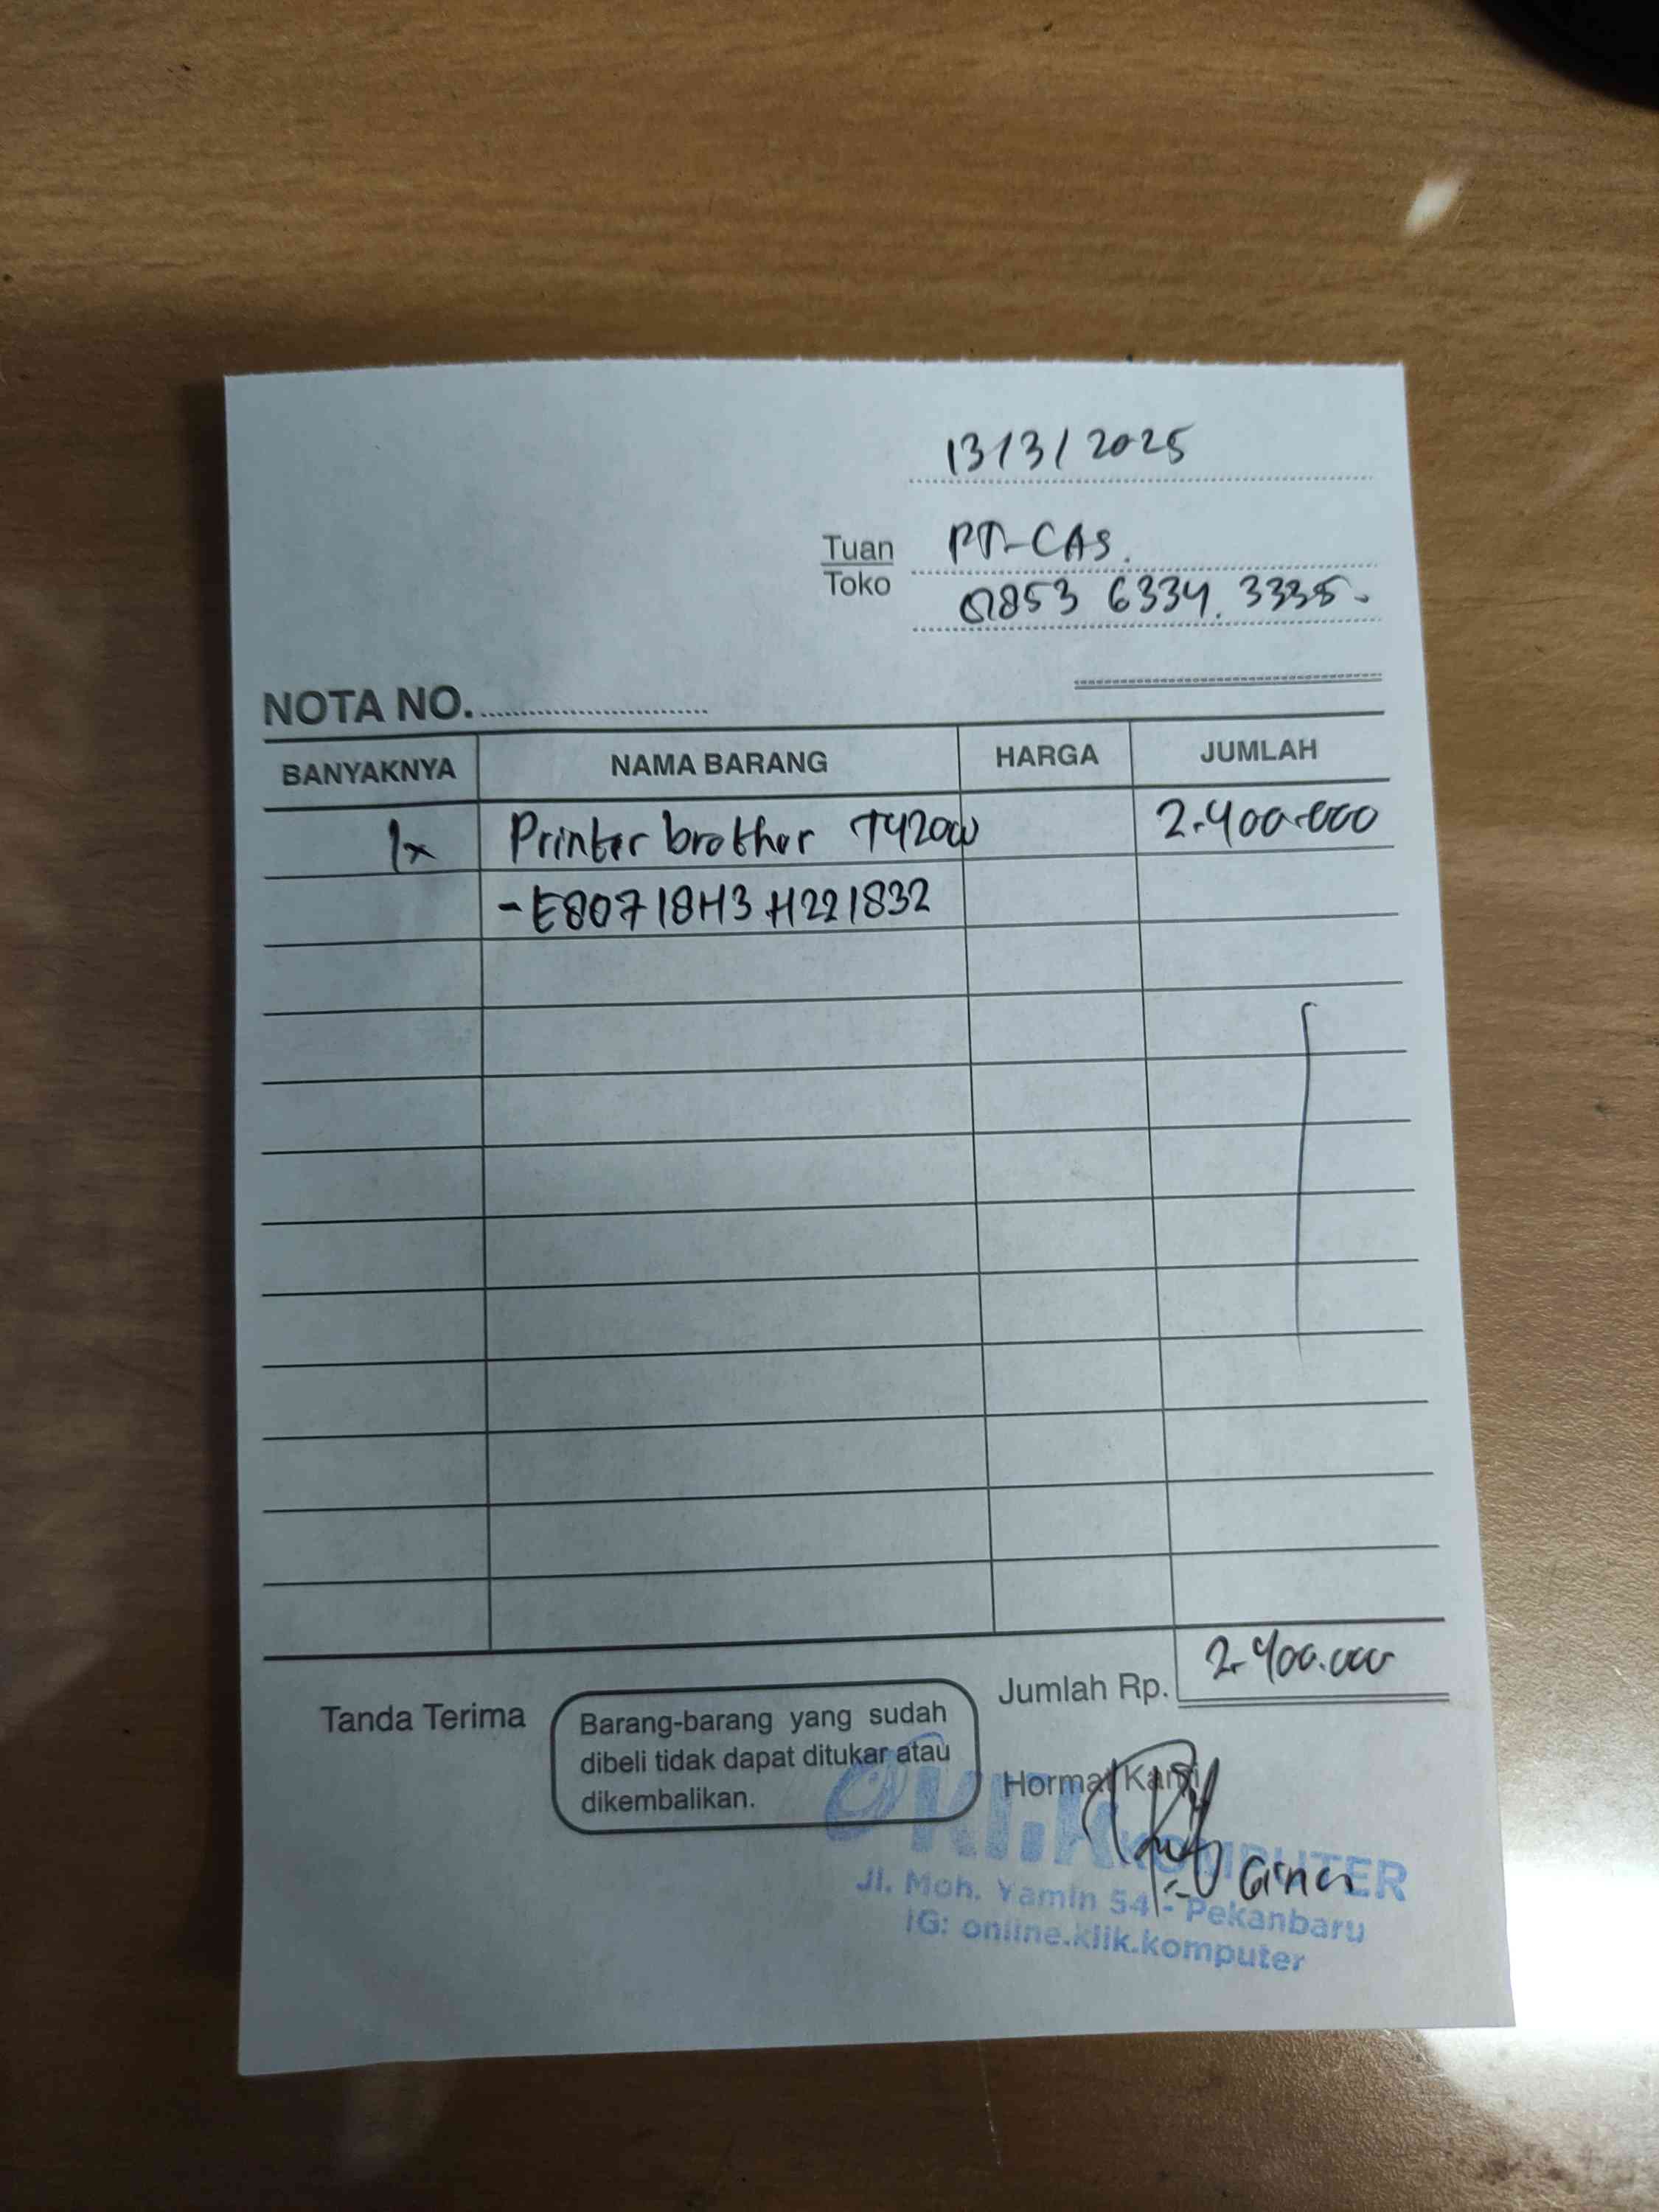 13/3/2025
Tuan
Toko
PT-CAS.
0853 6334. 3335-
NOTA NO.
BANYAKNYA NAMA BARANG HARGA JUMLAH
1x Printer brother T420W 2.400.000
- E80718H3H221832
Jumlah Rp. 2.400.000
Tanda Terima
Barang-barang yang sudah
dibeli tidak dapat ditukar atau
dikembalikan.
Hormat Kami
KLIK KOMPUTER
Jl. Moh. Yamin 54 - Pekanbaru
IG: online.klik.komputer